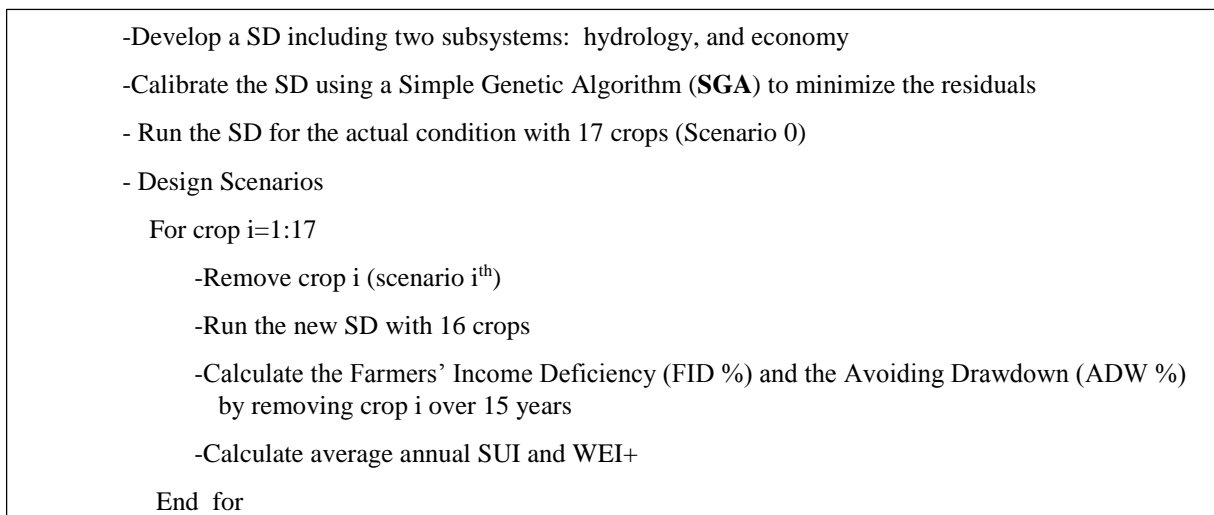 -Develop a SD including two subsystems: hydrology, and economy
-Calibrate the SD using a Simple Genetic Algorithm (SGA) to minimize the residuals
- Run the SD for the actual condition with 17 crops (Scenario 0)
- Design Scenarios
For crop i=1:17
-Remove crop i (scenario i^th)
-Run the new SD with 16 crops
-Calculate the Farmers' Income Deficiency (FID %) and the Avoiding Drawdown (ADW %)
by removing crop i over 15 years
-Calculate average annual SUI and WEI+
End for